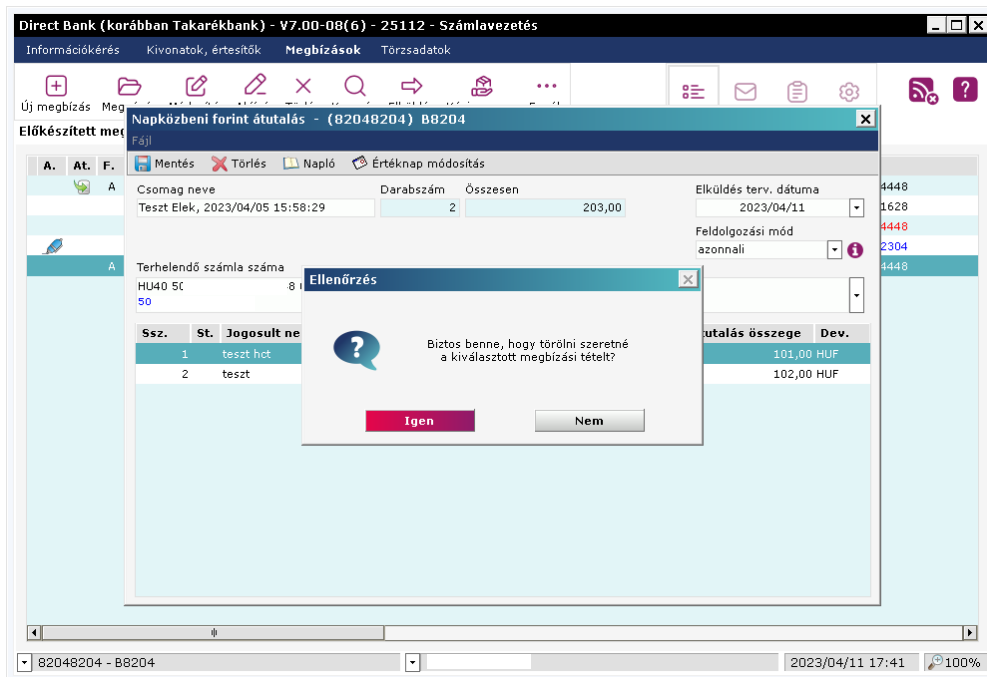 Direct Bank (korábban Takarékbank) - V7.00-08(6) - 25112 - Számlavezetés
Információkérés Kivonatok, értesítők Megbízások Törzsadatok
Új megbízás
Előkészített
Napközbeni forint átutalás - (82048204) B8204
Fájl
Mentés Törlés Napló Értéknap módosítás
A. At. F.
Csomag neve Darabszám Összesen Elküldés terv. dátuma
A 4448
Teszt Elek, 2023/04/05 15:58:29 2 203,00 2023/04/11
1628
4448
Feldolgozási mód
azonnali
2304
A 4448
Terhelendő számla száma
HU40
50
Ellenőrzés
Biztos benne, hogy törölni szeretné
a kiválasztott megbízási tételt?
Igen Nem
Ssz. St. Jogosult összege Dev.
1 teszt hct 101,00 HUF
2 teszt 102,00 HUF
82048204 - B8204 2023/04/11 17:41 100%